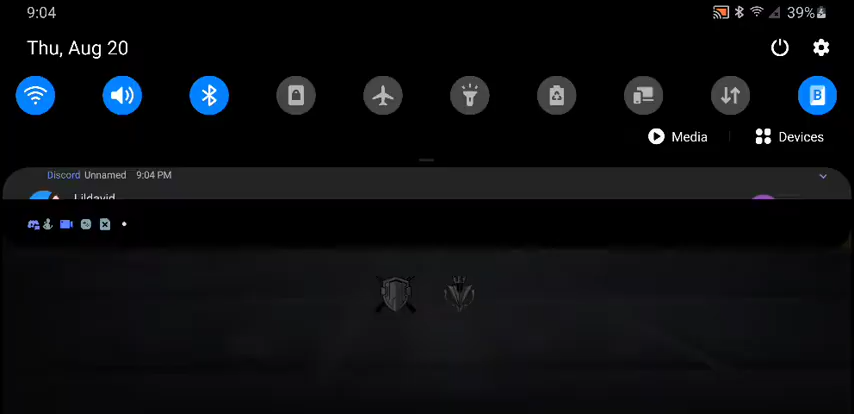 9:04
39%
Thu, Aug 20
Media
Devices
Discord Unnamed 9:04 PM
Lildavid